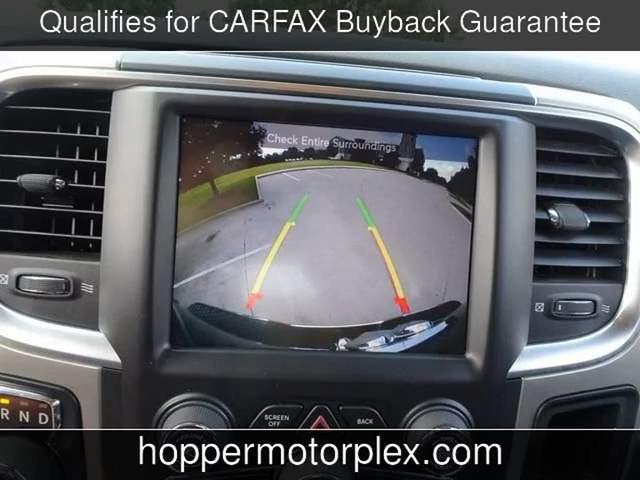 Qualifies for CARFAX Buyback Guarantee
Check Entire Surroundings
R N D
SCREEN OFF
BACK
hoppermotorplex.com